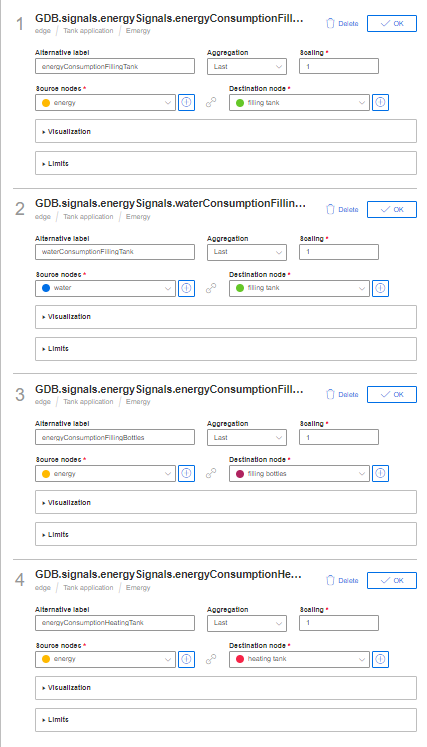 1 GDB.signals.energySignals.energyConsumptionFill... Delete OK
edge / Tank application / Emergy
Alternative label Aggregation Scaling *
energyConsumptionFillingTank Last 1
Source nodes * Destination node *
energy filling tank
Visualization
Limits
2 GDB.signals.energySignals.waterConsumptionFillin... Delete OK
edge / Tank application / Emergy
Alternative label Aggregation Scaling *
waterConsumptionFillingTank Last 1
Source nodes * Destination node *
water filling tank
Visualization
Limits
3 GDB.signals.energySignals.energyConsumptionFill... Delete OK
edge / Tank application / Emergy
Alternative label Aggregation Scaling *
energyConsumptionFillingBottles Last 1
Source nodes * Destination node *
energy filling bottles
Visualization
Limits
4 GDB.signals.energySignals.energyConsumptionHe... Delete OK
edge / Tank application / Emergy
Alternative label Aggregation Scaling *
energyConsumptionHeatingTank Last 1
Source nodes * Destination node *
energy heating tank
Visualization
Limits